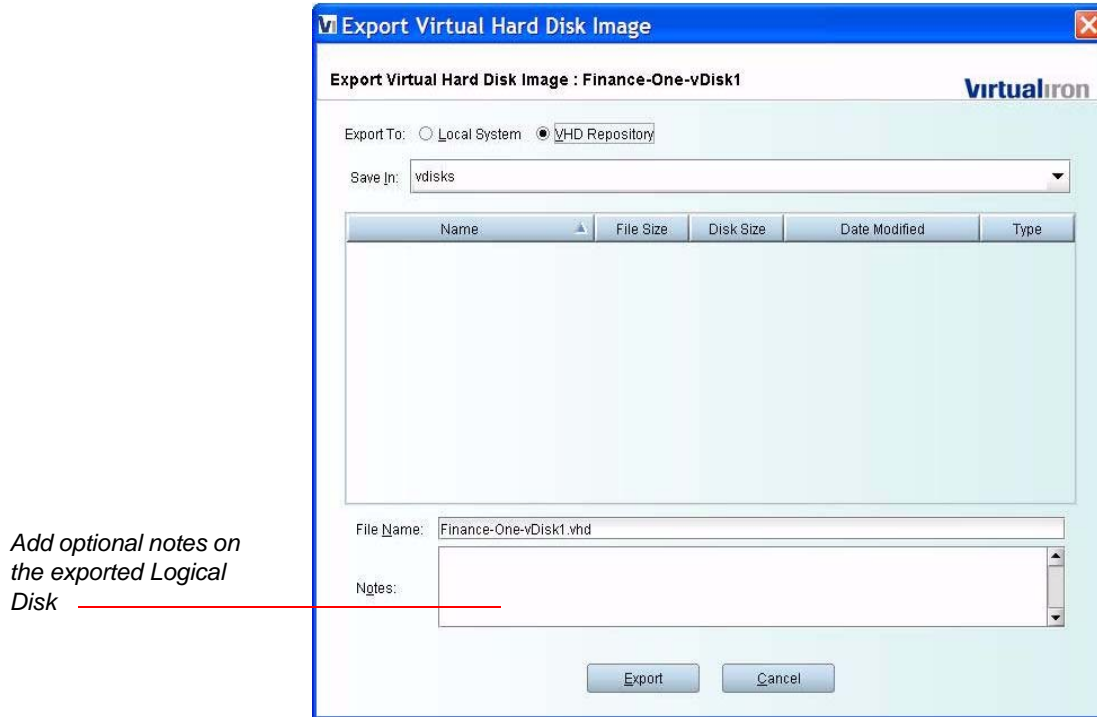 Export Virtual Hard Disk Image
Export Virtual Hard Disk Image : Finance-One-vDisk1
Virtualiron
Export To: Local System VHD Repository
Save In: vdisks
Name File Size Disk Size Date Modified Type
File Name: Finance-One-vDisk1.vhd
Notes:
Add optional notes on
the exported Logical
Disk
Export Cancel